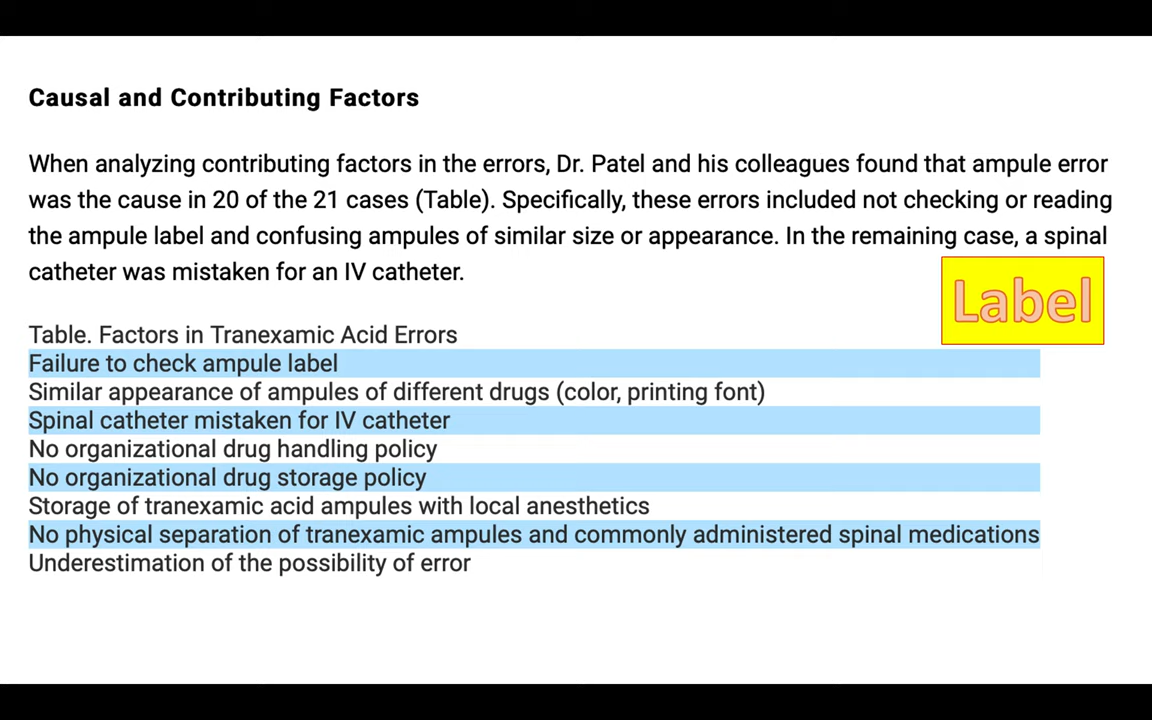 Causal and Contributing Factors
When analyzing contributing factors in the errors, Dr. Patel and his colleagues found that ampule error
was the cause in 20 of the 21 cases (Table). Specifically, these errors included not checking or reading
the ampule label and confusing ampules of similar size or appearance. In the remaining case, a spinal
catheter was mistaken for an IV catheter.
Label
Table. Factors in Tranexamic Acid Errors
Failure to check ampule label
Similar appearance of ampules of different drugs (color, printing font)
Spinal catheter mistaken for IV catheter
No organizational drug handling policy
No organizational drug storage policy
Storage of tranexamic acid ampules with local anesthetics
No physical separation of tranexamic ampules and commonly administered spinal medications
Underestimation of the possibility of error